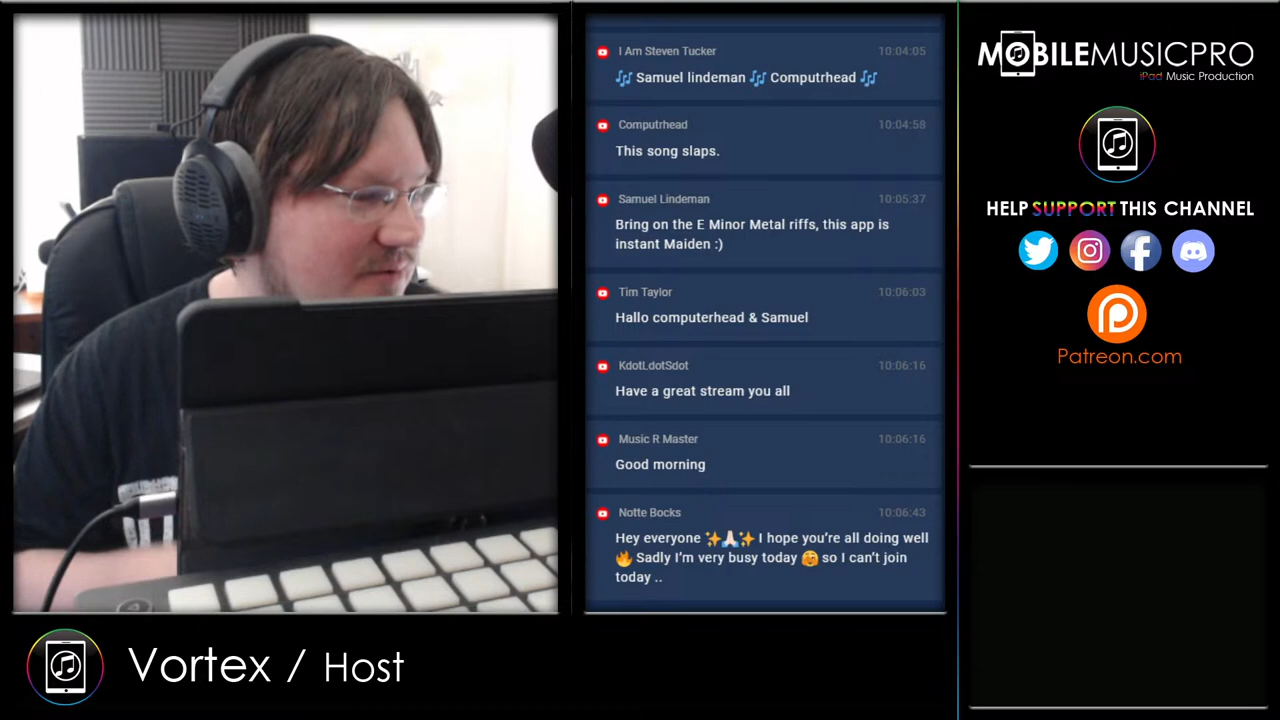 I Am Steven Tucker 10:04:05
🎶 Samuel lindeman 🎶 Computrhead 🎶
Computrhead 10:04:58
This song slaps.
Samuel Lindeman 10:05:37
Bring on the E Minor Metal riffs, this app is
instant Maiden :)
Tim Taylor 10:06:03
Hallo computerhead & Samuel
KdotLdotSdot 10:06:16
Have a great stream you all
Music R Master 10:06:16
Good morning
Notte Bocks 10:06:43
Hey everyone ✨🙏🏻✨ I hope you're all doing well
🔥 Sadly I'm very busy today 🥰 so I can't join
today ..
MOBILEMUSICPRO
iPad Music Production
HELP SUPPORT THIS CHANNEL
Patreon.com
Vortex / Host